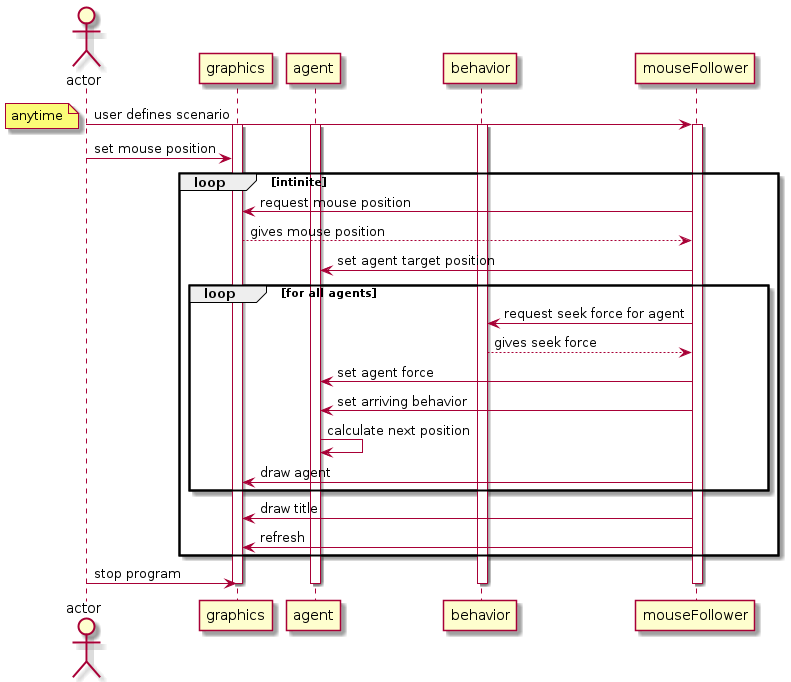 actor
graphics
agent
behavior
mouseFollower
anytime
user defines scenario
set mouse position
loop [intinite]
request mouse position
gives mouse position
set agent target position
loop [for all agents]
request seek force for agent
gives seek force
set agent force
set arriving behavior
calculate next position
draw agent
draw title
refresh
stop program
actor
graphics
agent
behavior
mouseFollower